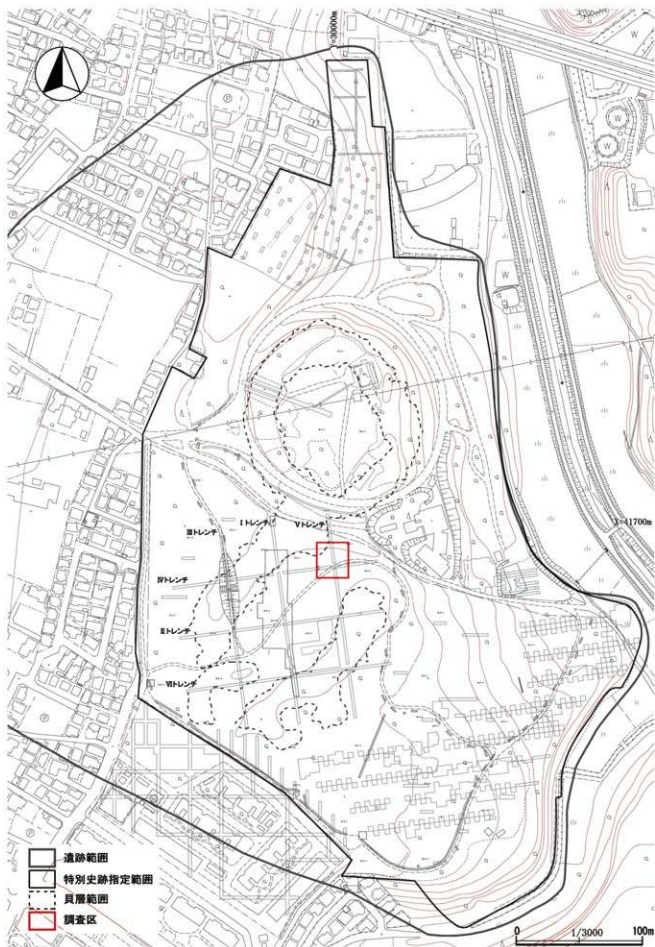 Y=30000m
W
W
W
W
X=-41700m
Ⅰトレンチ
Ⅴトレンチ
Ⅲトレンチ
Ⅳトレンチ
Ⅱトレンチ
Ⅵトレンチ
遺跡範囲
特別史跡指定範囲
貝層範囲
調査区
0 1/3000 100m